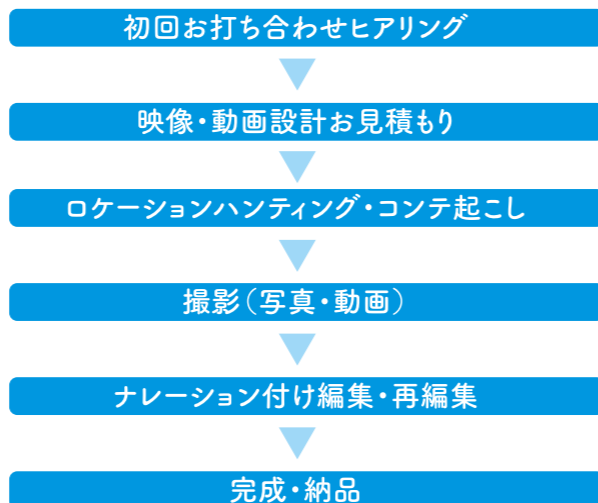 初回お打ち合わせヒアリング
映像・動画設計お見積もり
ロケーションハンティング・コンテ起こし
撮影（写真・動画）
ナレーション付け編集・再編集
完成・納品